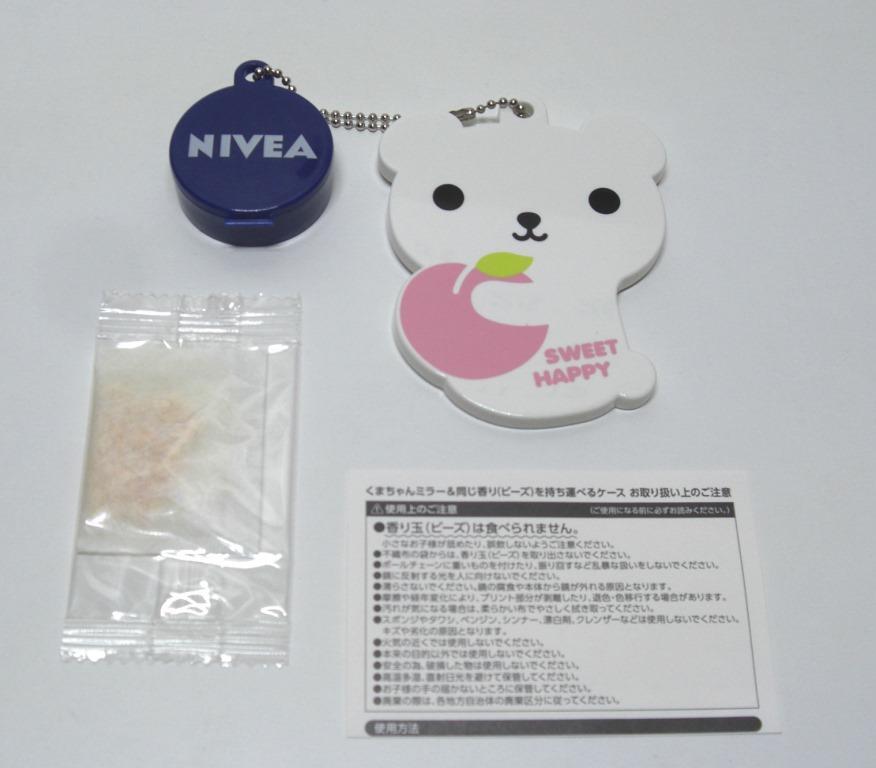 NIVEA
SWEET
HAPPY
くまちゃんミラー＆同じ香り(ビーズ)を持ち運べるケース お取り扱い上のご注意
使用上のご注意 (ご使用になる前に必ずお読みください。)
●香り玉(ビーズ)は食べられません。
小さなお子様が舐めたり、誤飲しないようご注意ください。
●不織布の袋からは、香り玉(ビーズ)を取り出さないでください。
●ボールチェーンに重いものを付けたり、振り回すなど乱暴な扱いをしないでください。
●鏡に反射する光を人に向けないでください。
●濡らさないでください。鏡の腐食や本体から鏡が外れる原因となります。
●摩擦や経年変化により、プリント部分が剥離したり、退色・色移行する場合があります。
●汚れが気になる場合は、柔らかい布でやさしく拭き取ってください。
●スポンジやタワシ、ベンジン、シンナー、漂白剤、クレンザーなどは使用しないでください。
キズや劣化の原因となります。
●火気の近くでは使用しないでください。
●本来の目的以外では使用しないでください。
●安全の為、破損した物は使用しないでください。
●高温多湿、直射日光を避けて保管してください。
●お子様の手の届かないところに保管してください。
●廃棄の際は、各地方自治体の廃棄区分に従ってください。
使用方法